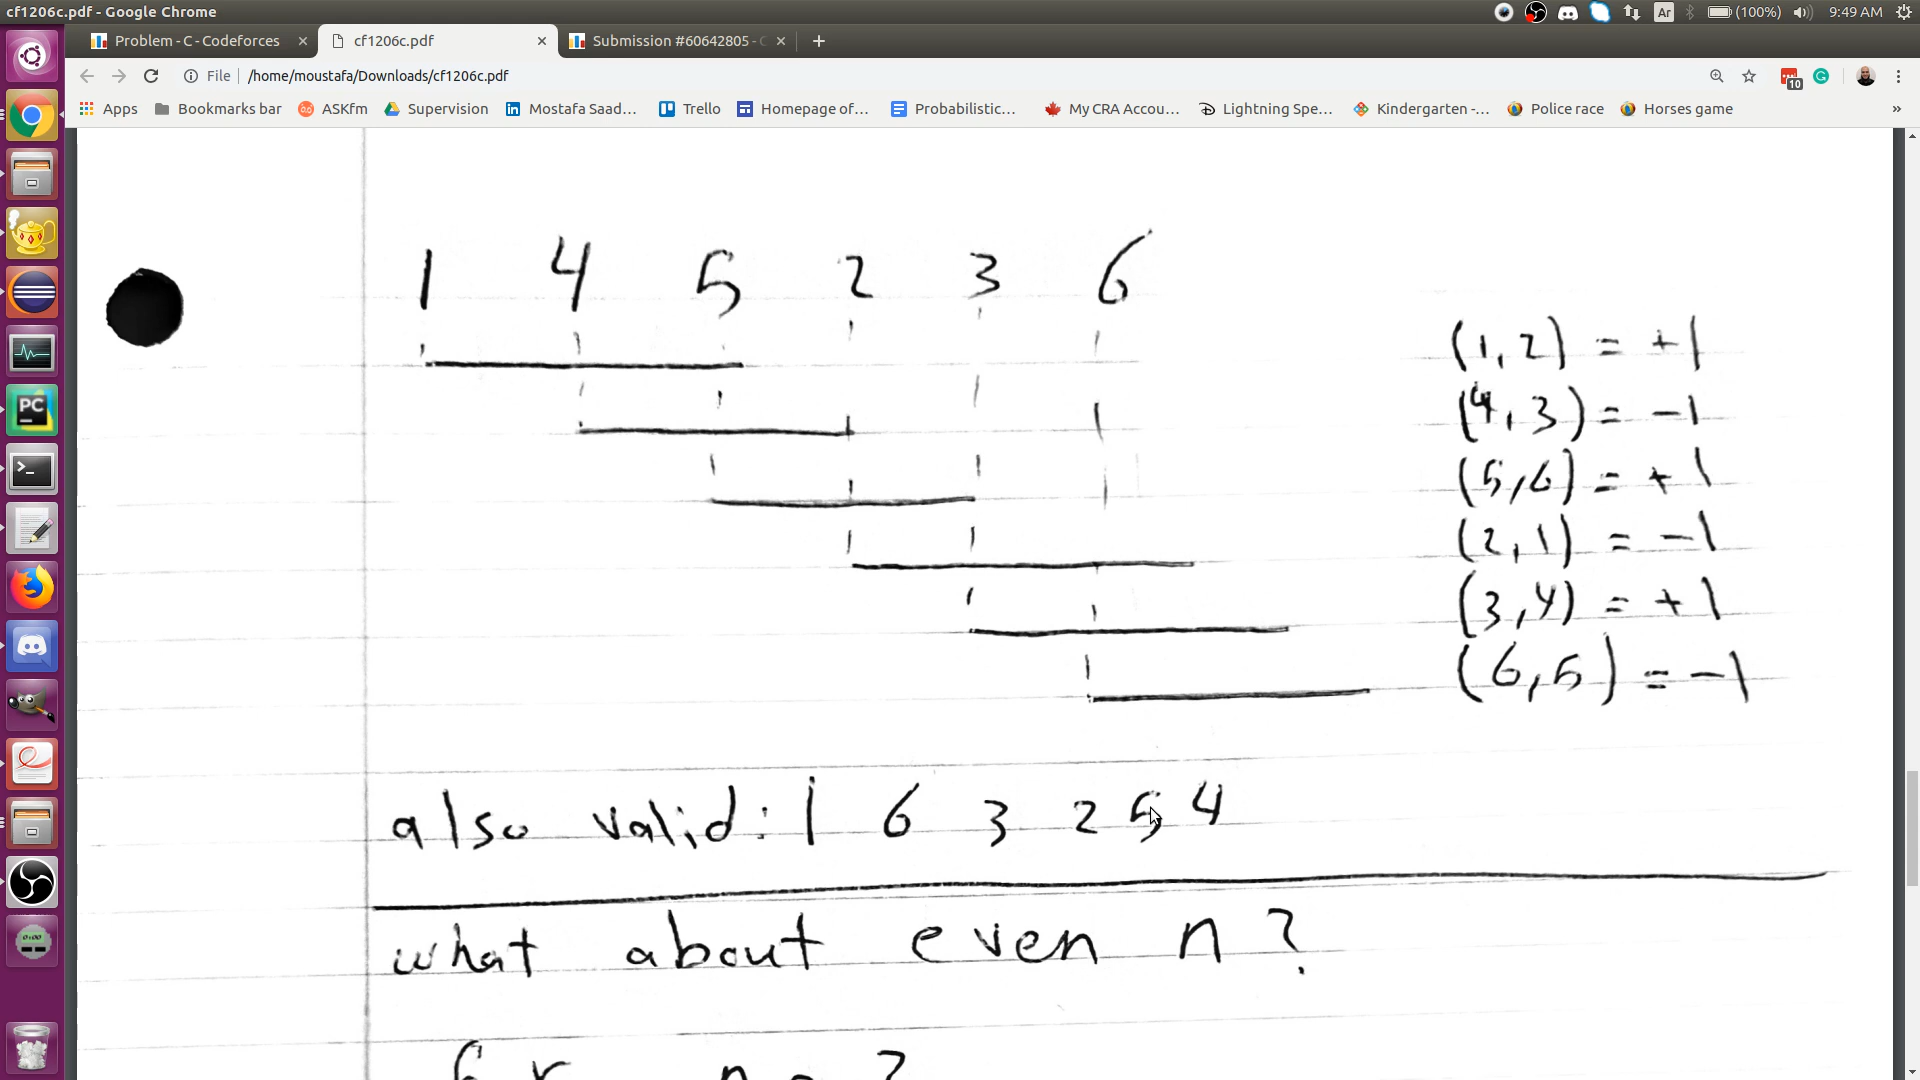 cf1206c.pdf - Google Chrome
Ar (100%) 9:49 AM
Problem - C - Codeforces
cf1206c.pdf
Submission #60642805 - C
File /home/moustafa/Downloads/cf1206c.pdf
10
Apps Bookmarks bar ASKfm Supervision Mostafa Saad... Trello Homepage of... Probabilistic... My CRA Accou... Lightning Spe... Kindergarten -... Police race Horses game »
1 4 5 2 3 6
(1,2) = +1
(4,3) = -1
(5,6) = +1
(2,1) = -1
(3,4) = +1
(6,5) = -1
also valid: 1 6 3 2 5 4
what about even n?